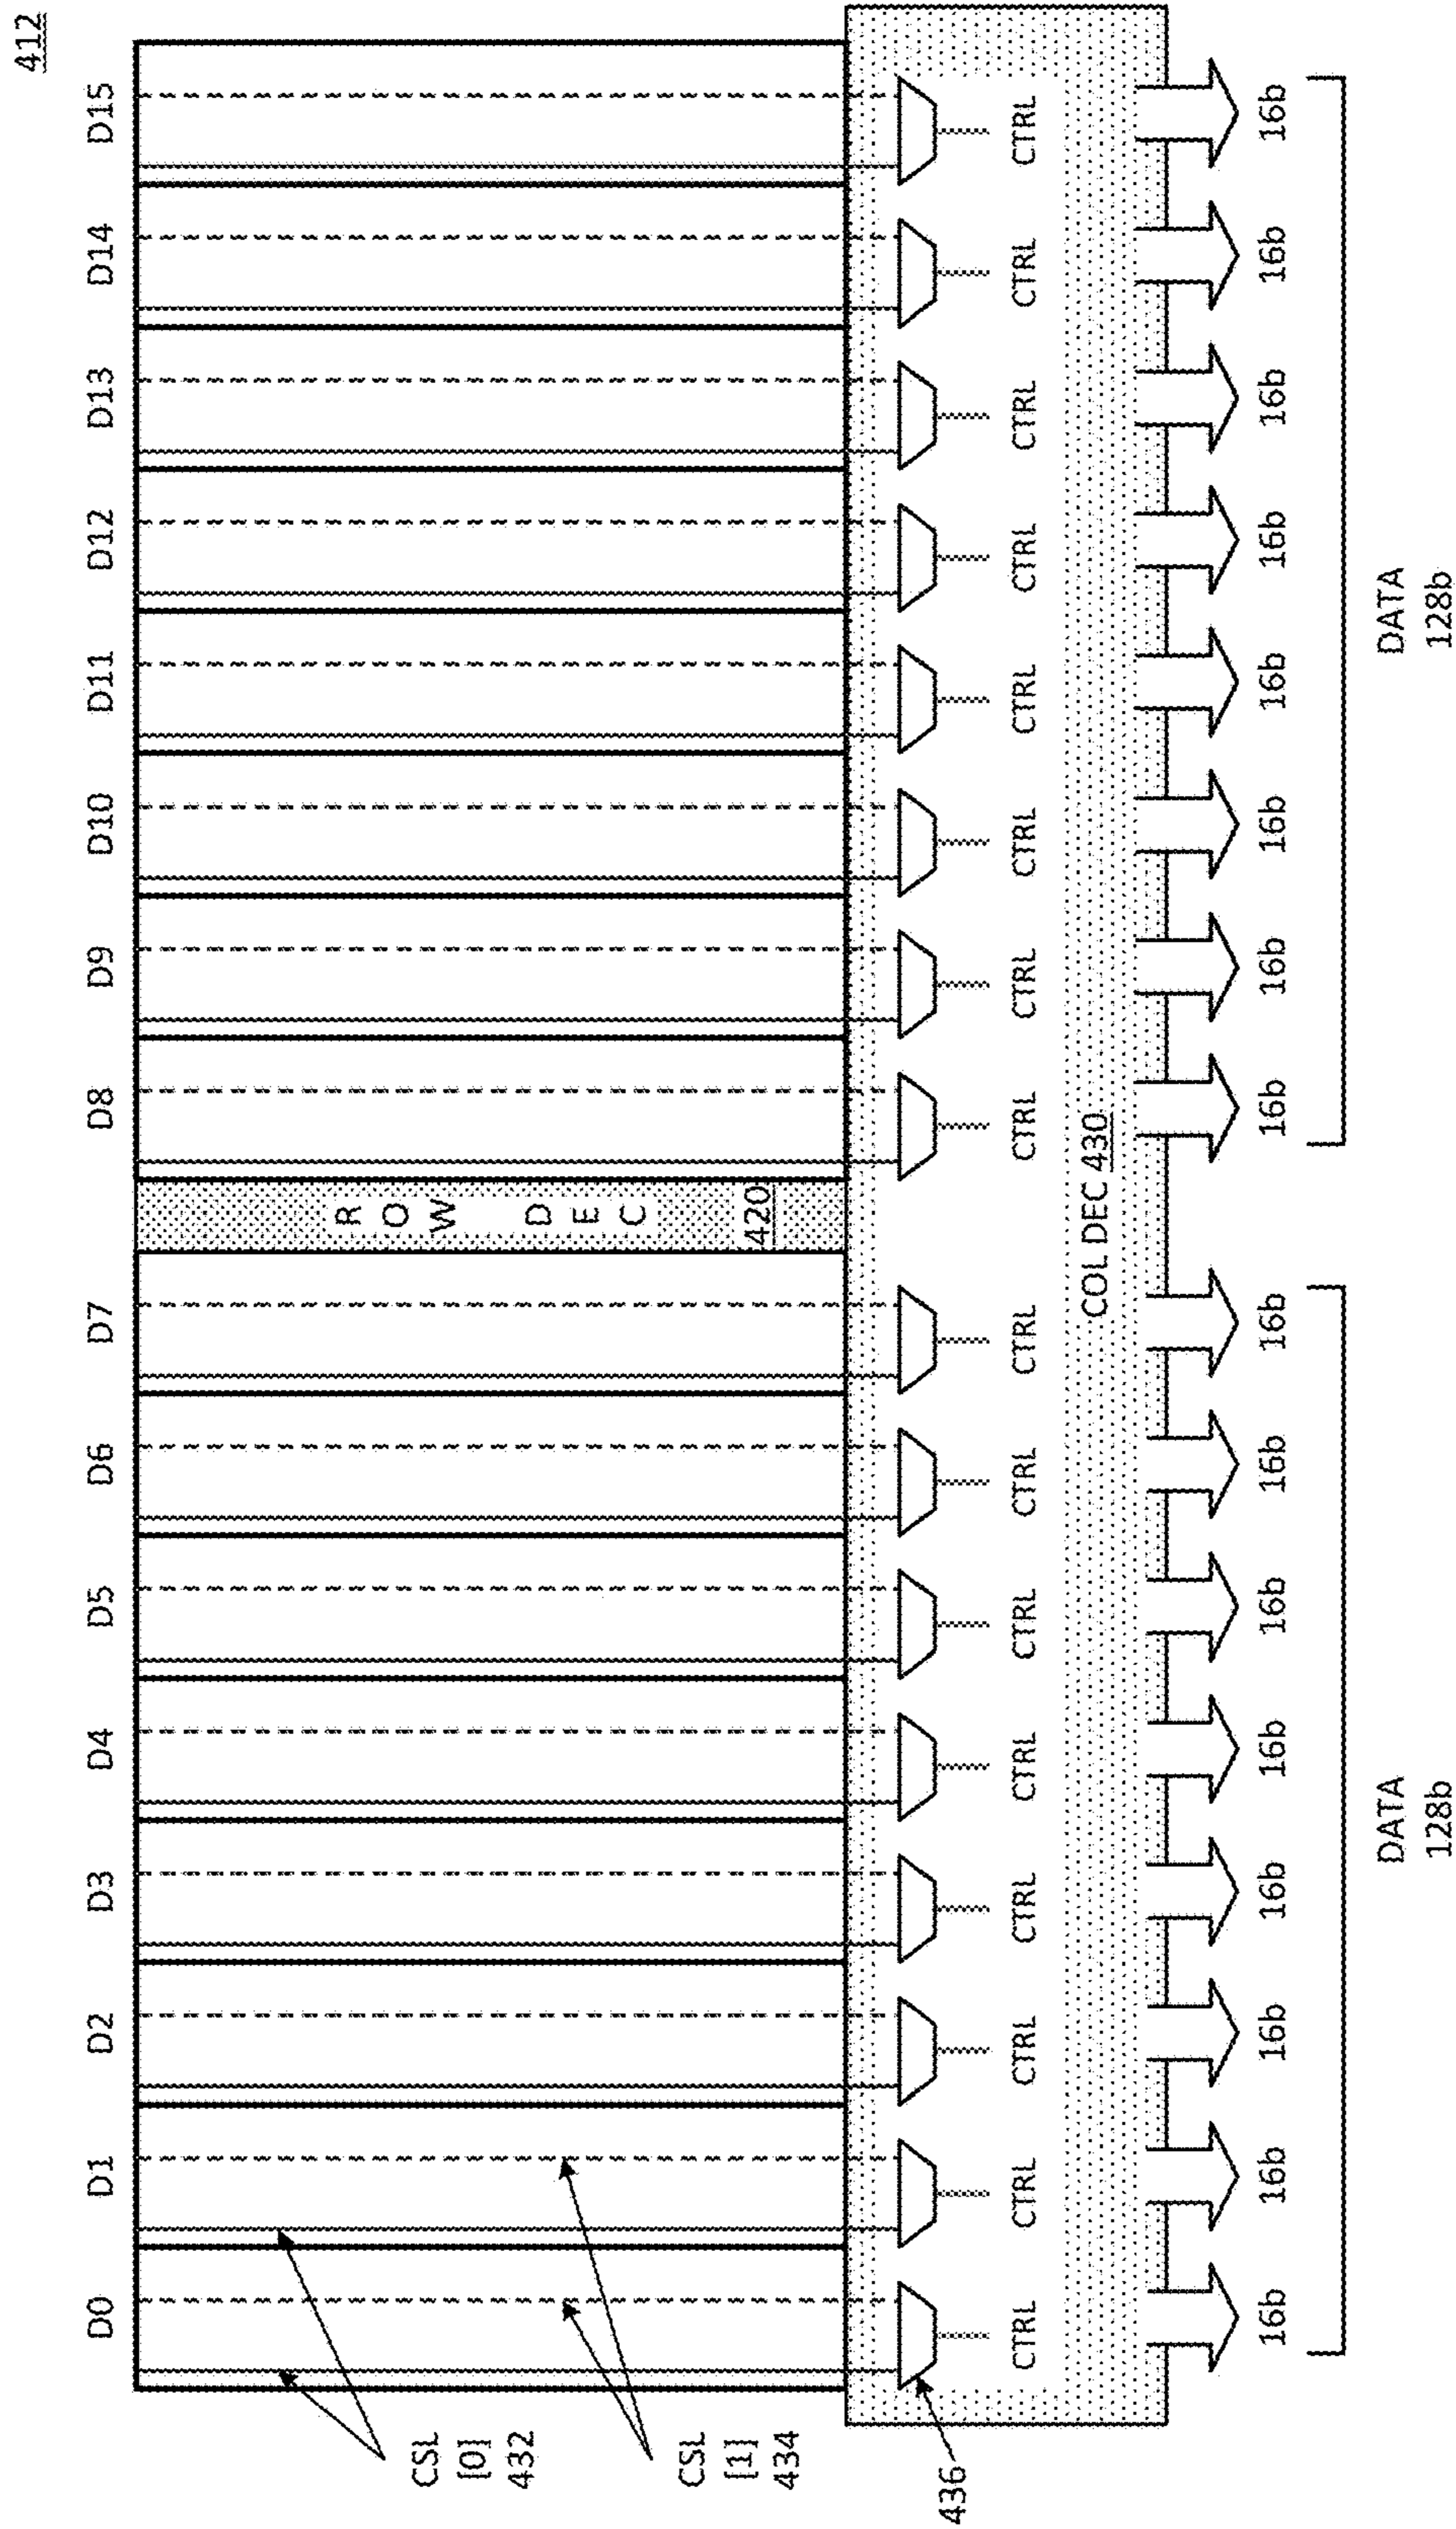 412
D0 D1 D2 D3 D4 D5 D6 D7 D8 D9 D10 D11 D12 D13 D14 D15
CSL
[0]
432
CSL
[1]
434
ROW DEC
420
436
CTRL CTRL CTRL CTRL CTRL CTRL CTRL CTRL CTRL CTRL CTRL CTRL CTRL CTRL CTRL CTRL
COL DEC 430
16b 16b 16b 16b 16b 16b 16b 16b 16b 16b 16b 16b 16b 16b 16b 16b
DATA
128b
DATA
128b